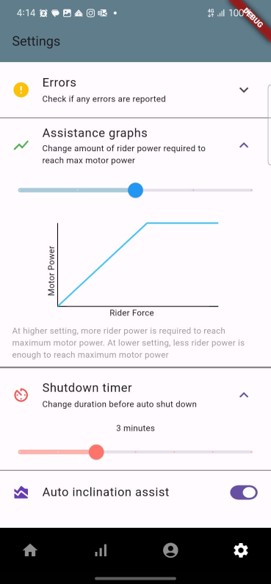 4:14
100
DEBUG
Settings
Errors
Check if any errors are reported
Assistance graphs
Change amount of rider power required to
reach max motor power
Motor Power
Rider Force
At higher setting, more rider power is required to reach
maximum motor power. At lower setting, less rider power is
enough to reach maximum motor power
Shutdown timer
Change duration before auto shut down
3 minutes
Auto inclination assist